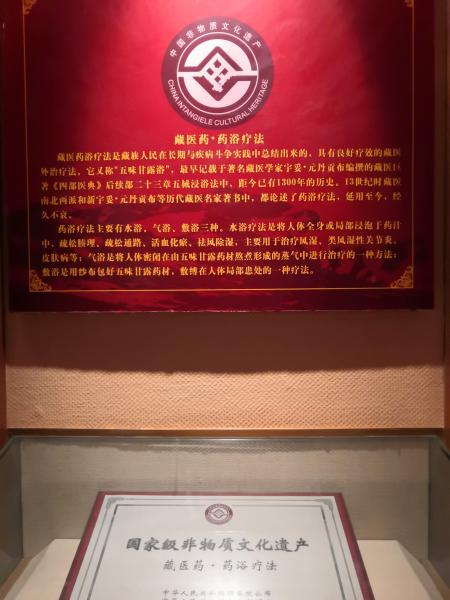 中国非物质文化遗产
CHINA INTANGIELE CULTURAL HERITAGE
藏医药·药浴疗法
藏医药浴疗法是藏族人民在长期与疾病斗争实践中总结出来的，具有良好疗效的藏医
外治疗法，它又称“五味甘露浴”，最早记载于著名藏医学家宇妥·元丹贡布编撰的藏医巨
著《四部医典》后续部二十三章五械浸浴法中，距今已有1300年的历史。13世纪时藏医
南北两派和新宇妥·元丹贡布等历代藏医名家著书中，都论述了药浴疗法，延用至今，经
久不衰。
药浴疗法主要有水浴、气浴、敷浴三种。水浴疗法是将人体全身或局部浸泡于药汁
中，疏松腠理、疏松通路、活血化瘀、祛风除湿，主要用于治疗风湿、类风湿性关节炎、
皮肤病等；气浴是将人体密闭在由五味甘露药材熬煮形成的蒸气中进行治疗的一种方法；
敷浴是用纱布包好五味甘露药材，敷缚在人体局部患处的一种疗法。
国家级非物质文化遗产
藏医药·药浴疗法
中华人民共和国国务院公布